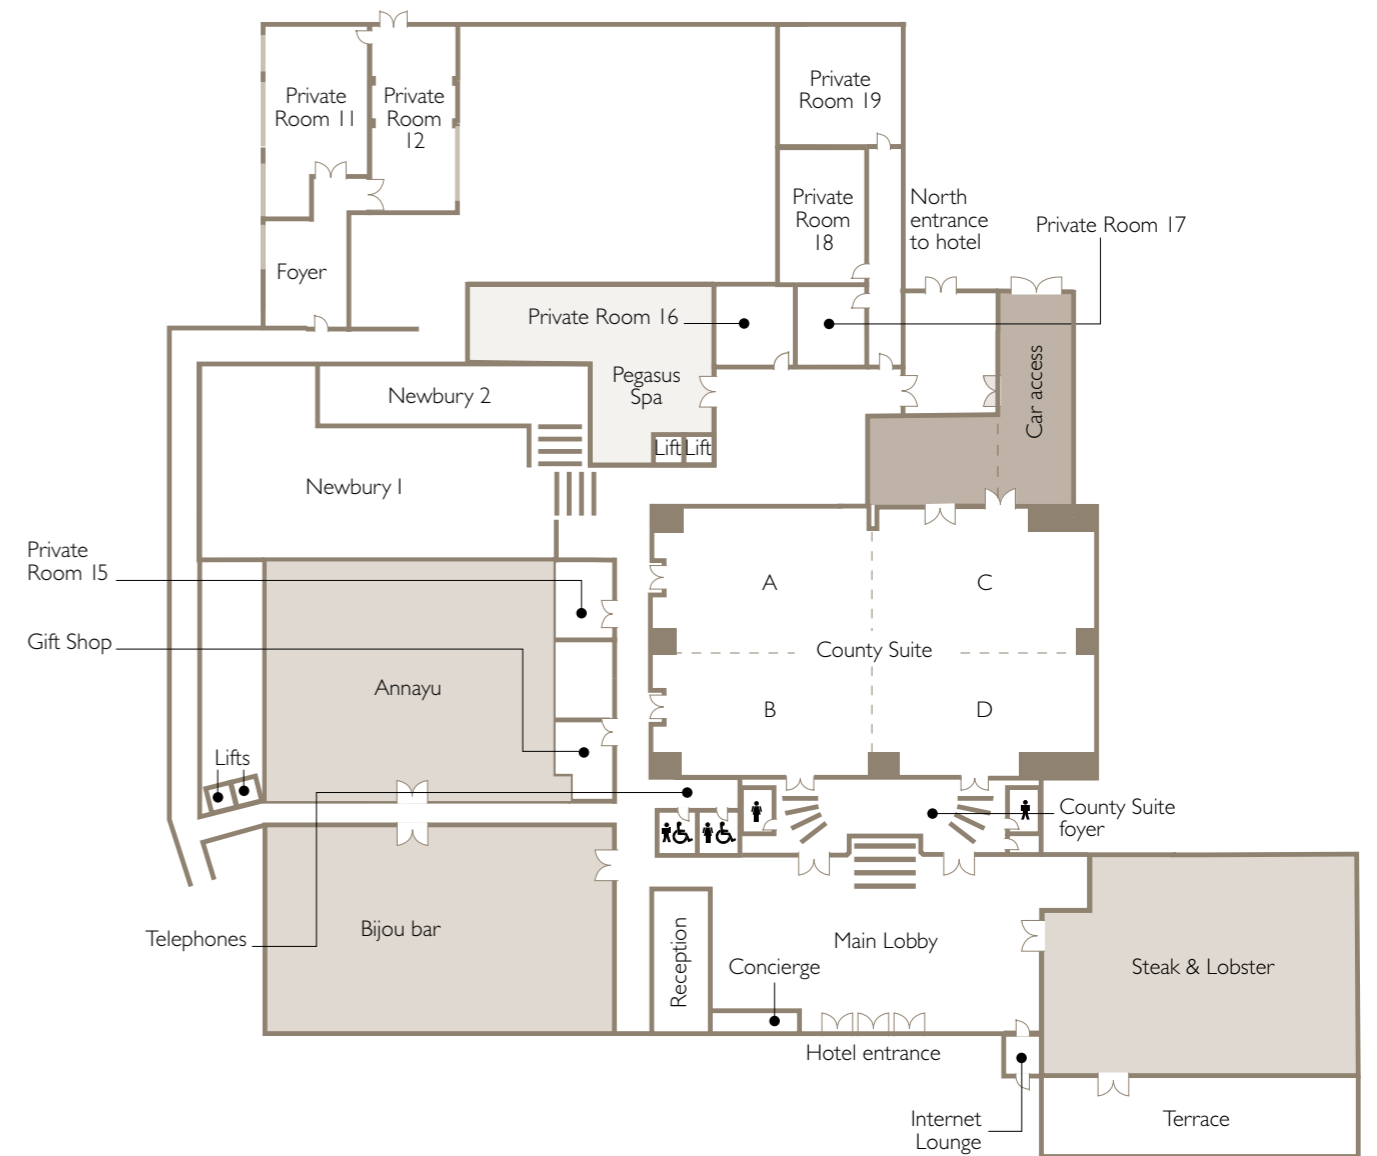 Private
Room 11
Private
Room
12
Private
Room 19
Private
Room
18
North
entrance
to hotel
Private Room 17
Foyer
Private Room 16
Pegasus
Spa
Car access
Newbury 2
Lift
Lift
Newbury 1
Private
Room 15
Gift Shop
Annayu
A
C
County Suite
B
D
Lifts
County Suite
foyer
Telephones
Bijou bar
Reception
Main Lobby
Concierge
Steak & Lobster
Hotel entrance
Internet
Lounge
Terrace